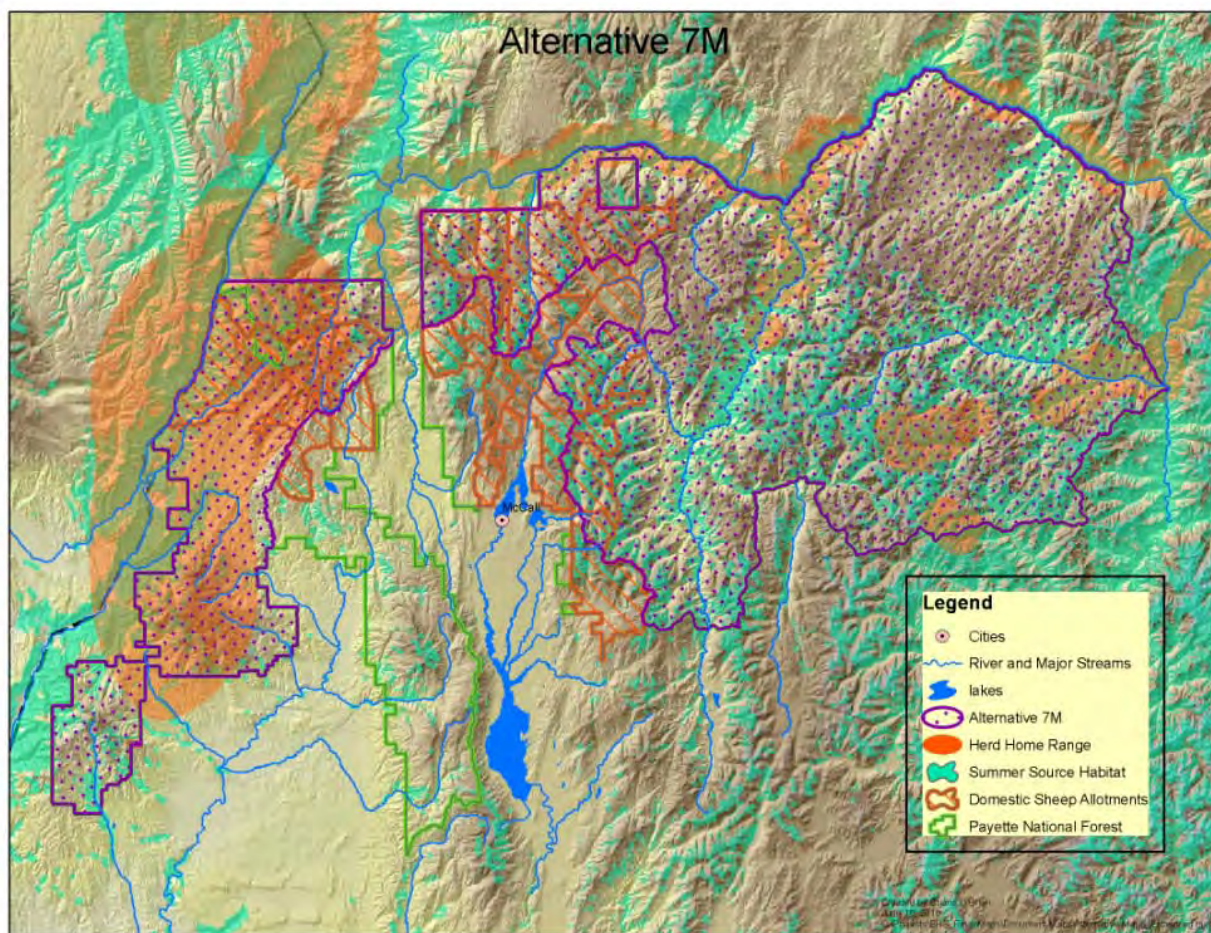 Alternative 7M
McCall
Legend
Cities
River and Major Streams
lakes
Alternative 7M
Herd Home Range
Summer Source Habitat
Domestic Sheep Allotments
Payette National Forest